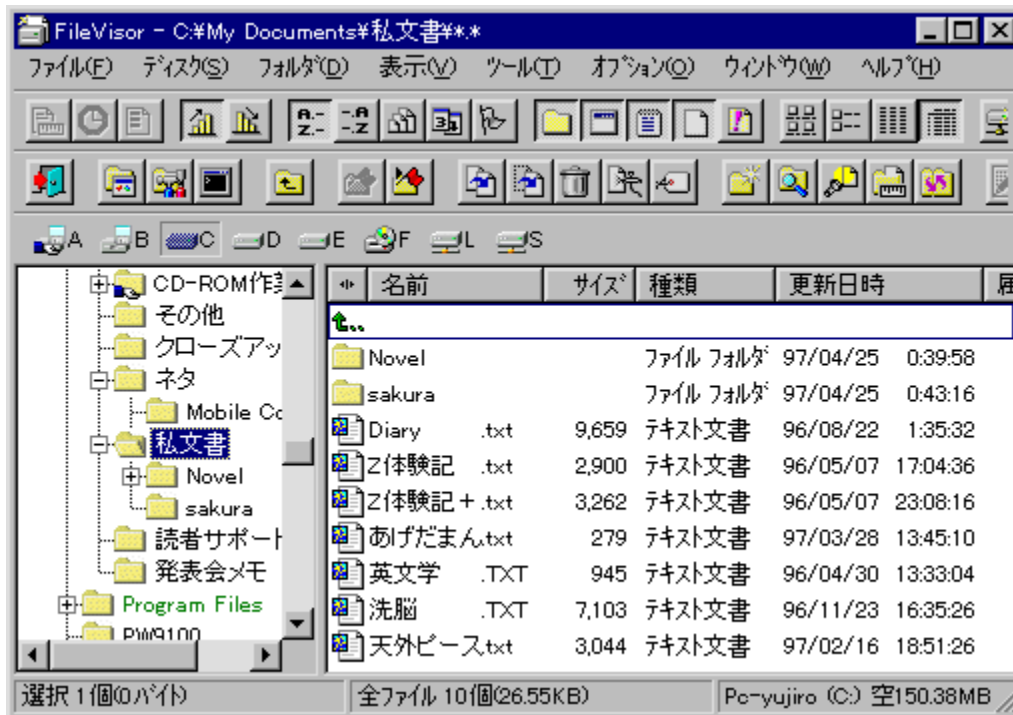 FileVisor - C:¥My Documents¥私文書¥*.*
ファイル(F) ディスク(S) フォルダ(D) 表示(V) ツール(T) オプション(O) ウィンドウ(W) ヘルプ(H)
A B C D E F L S
CD-ROM作
その他
クローズアッ
ネタ
Mobile Co
私文書
Novel
sakura
読者サポート
発表会メモ
Program Files
PW9100
名前 サイズ 種類 更新日時
..
Novel ファイル フォルダ 97/04/25 0:39:58
sakura ファイル フォルダ 97/04/25 0:43:16
Diary .txt 9,659 テキスト文書 96/08/22 1:35:32
Z体験記 .txt 2,900 テキスト文書 96/05/07 17:04:36
Z体験記+.txt 3,262 テキスト文書 96/05/07 23:08:16
あげだまん.txt 279 テキスト文書 97/03/28 13:45:10
英文学 .TXT 945 テキスト文書 96/04/30 13:33:04
洗脳 .TXT 7,103 テキスト文書 96/11/23 16:35:26
天外ピース.txt 3,044 テキスト文書 97/02/16 18:51:26
選択 1個(0バイト) 全ファイル 10個(26.55KB) Pc-yujiro (C:) 空150.38MB